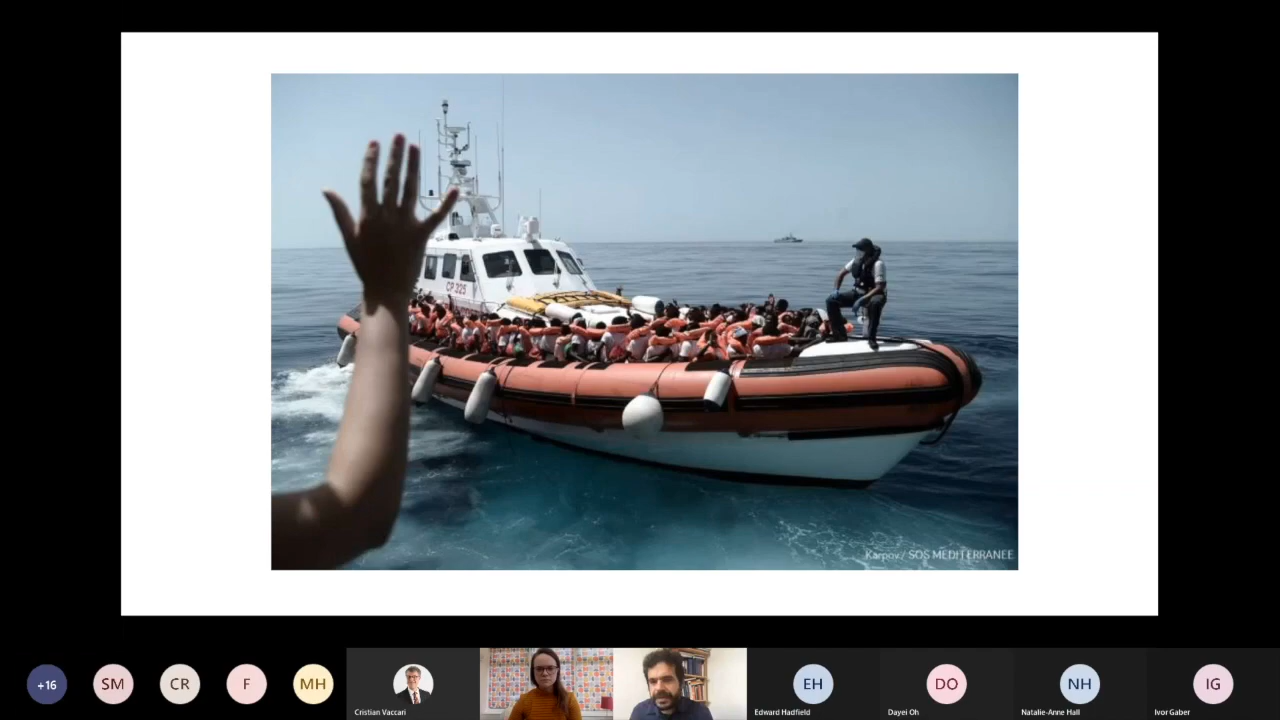 CP 325
Karpov / SOS MEDITERRANEE
+16
SM
CR
F
MH
Cristian Vaccari
EH
Edward Hadfield
DO
Dayei Oh
NH
Natalie-Anne Hall
IG
Ivor Gaber